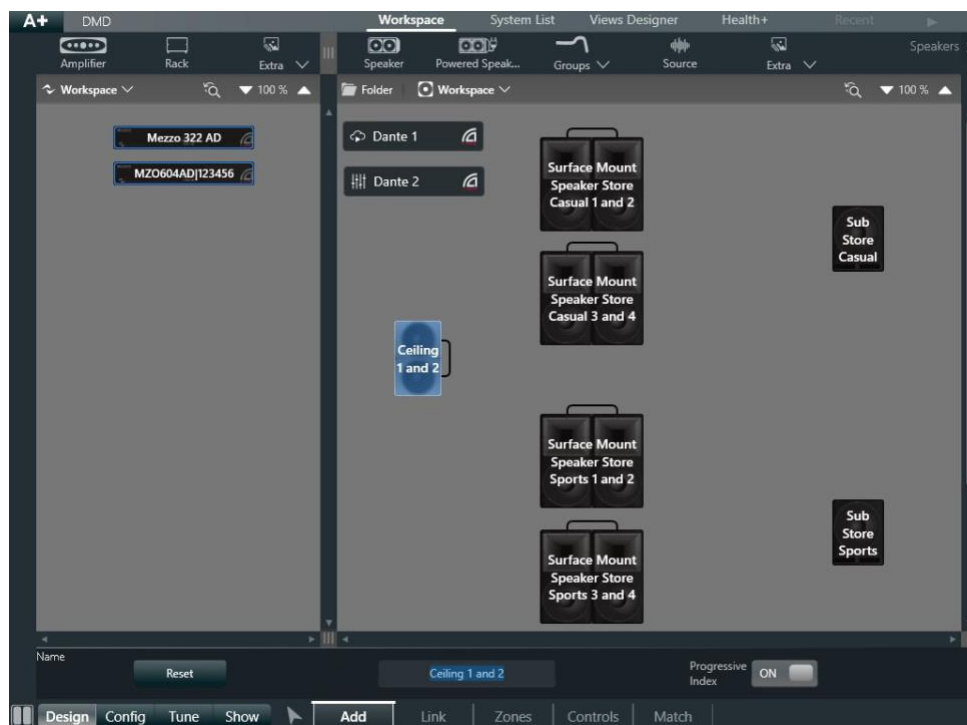 A+ DMD Workspace System List Views Designer Health+ Recent
Amplifier Rack Extra Speaker Powered Speak... Groups Source Extra Speakers
Workspace 100 % Folder Workspace 100 %
Mezzo 322 AD
MZO604AD|123456
Dante 1
Dante 2
Surface Mount
Speaker Store
Casual 1 and 2
Sub
Store
Casual
Surface Mount
Speaker Store
Casual 3 and 4
Ceiling
1 and 2
Surface Mount
Speaker Store
Sports 1 and 2
Sub
Store
Sports
Surface Mount
Speaker Store
Sports 3 and 4
Name
Reset
Ceiling 1 and 2
Progressive
Index
ON
Design Config Tune Show Add Link Zones Controls Match